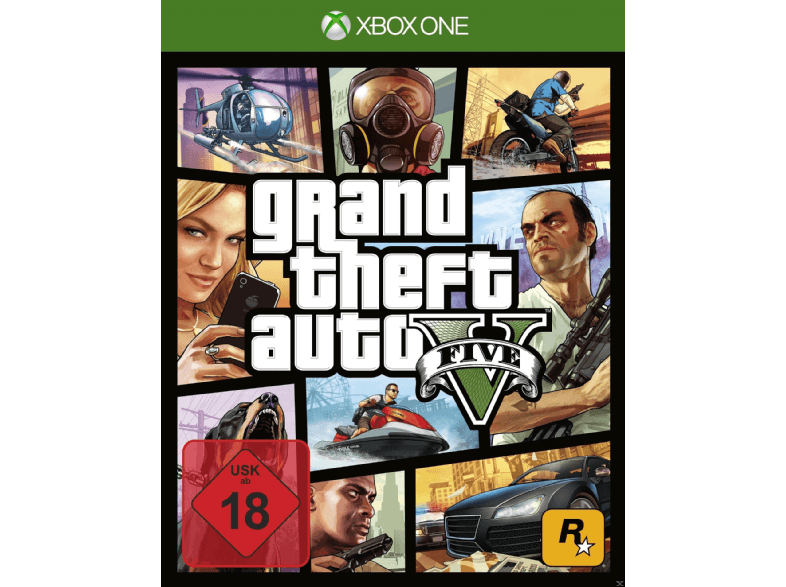 XBOX ONE
grand
theft
auto V
FIVE
USK
ab
18
R